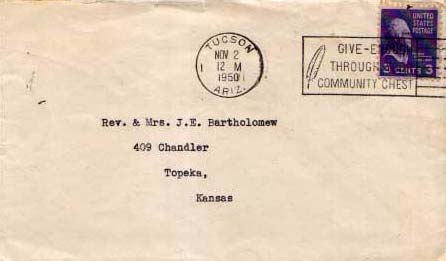 TUCSON
NOV 2
12 M
1950
ARIZ.
GIVE-
THROUGH
COMMUNITY CHEST
UNITED
STATES
POSTAGE
3 CENTS 3
Rev. & Mrs. J.E. Bartholomew
409 Chandler
Topeka,
Kansas